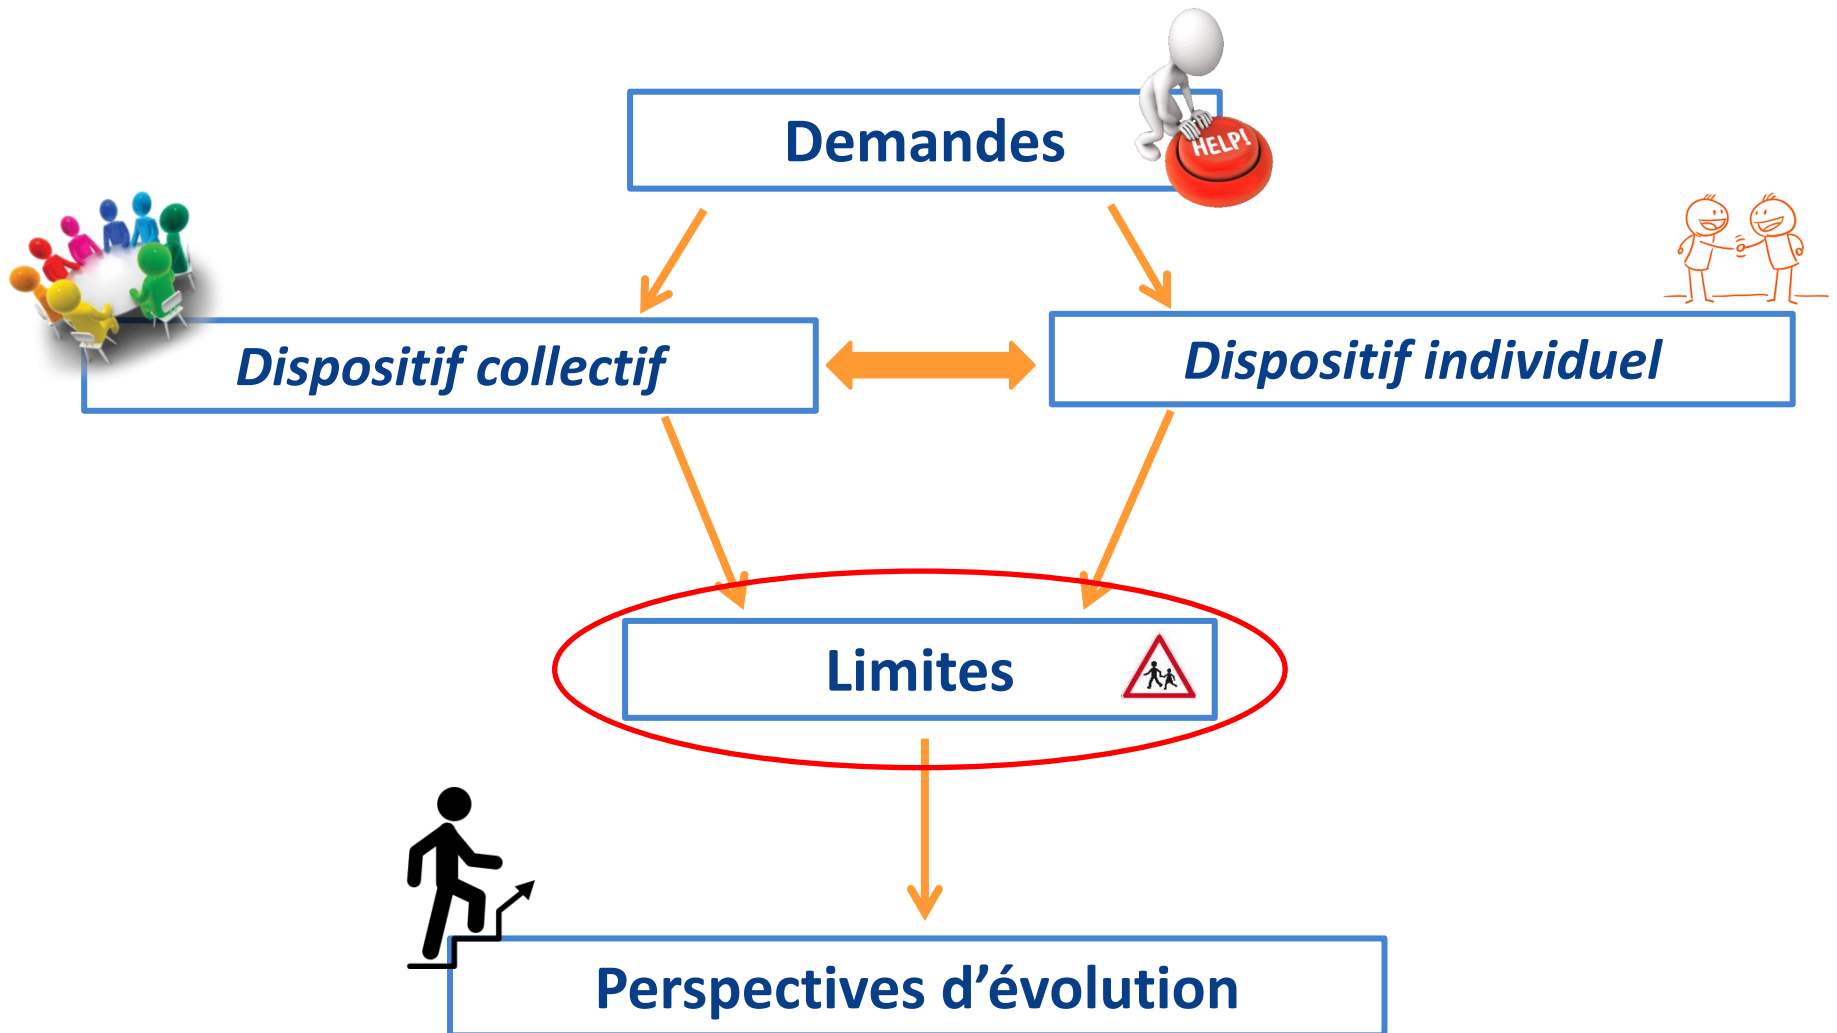 Demandes
HELP!
Dispositif collectif
Dispositif individuel
Limites
Perspectives d’évolution